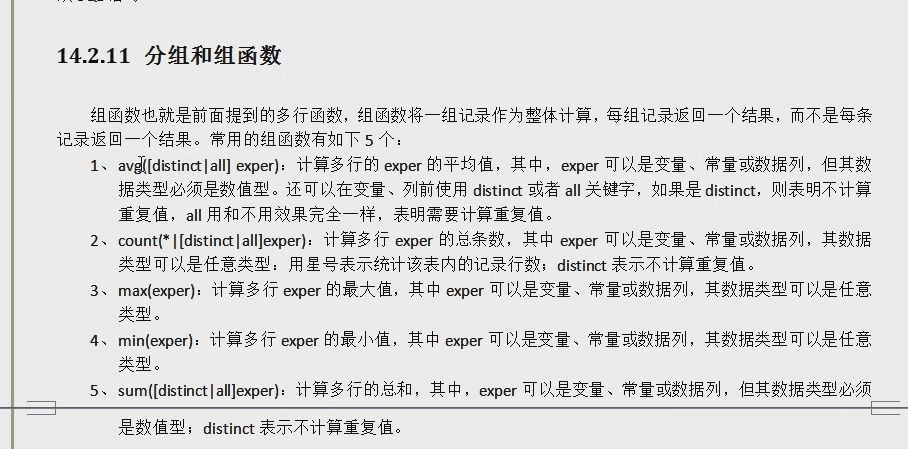 14.2.11 分组和组函数
组函数也就是前面提到的多行函数，组函数将一组记录作为整体计算，每组记录返回一个结果，而不是每条
记录返回一个结果。常用的组函数有如下 5 个：
1、avg([distinct|all] exper)：计算多行的 exper 的平均值，其中，exper 可以是变量、常量或数据列，但其数
据类型必须是数值型。还可以在变量、列前使用 distinct 或者 all 关键字，如果是 distinct，则表明不计算
重复值，all 用和不用效果完全一样，表明需要计算重复值。
2、count(*|[distinct|all]exper)：计算多行 exper 的总条数，其中 exper 可以是变量、常量或数据列，其数据
类型可以是任意类型：用星号表示统计该表内的记录行数；distinct 表示不计算重复值。
3、max(exper)：计算多行 exper 的最大值，其中 exper 可以是变量、常量或数据列，其数据类型可以是任意
类型。
4、min(exper)：计算多行 exper 的最小值，其中 exper 可以是变量、常量或数据列，其数据类型可以是任意
类型。
5、sum([distinct|all]exper)：计算多行的总和，其中，exper 可以是变量、常量或数据列，但其数据类型必须
是数值型；distinct 表示不计算重复值。